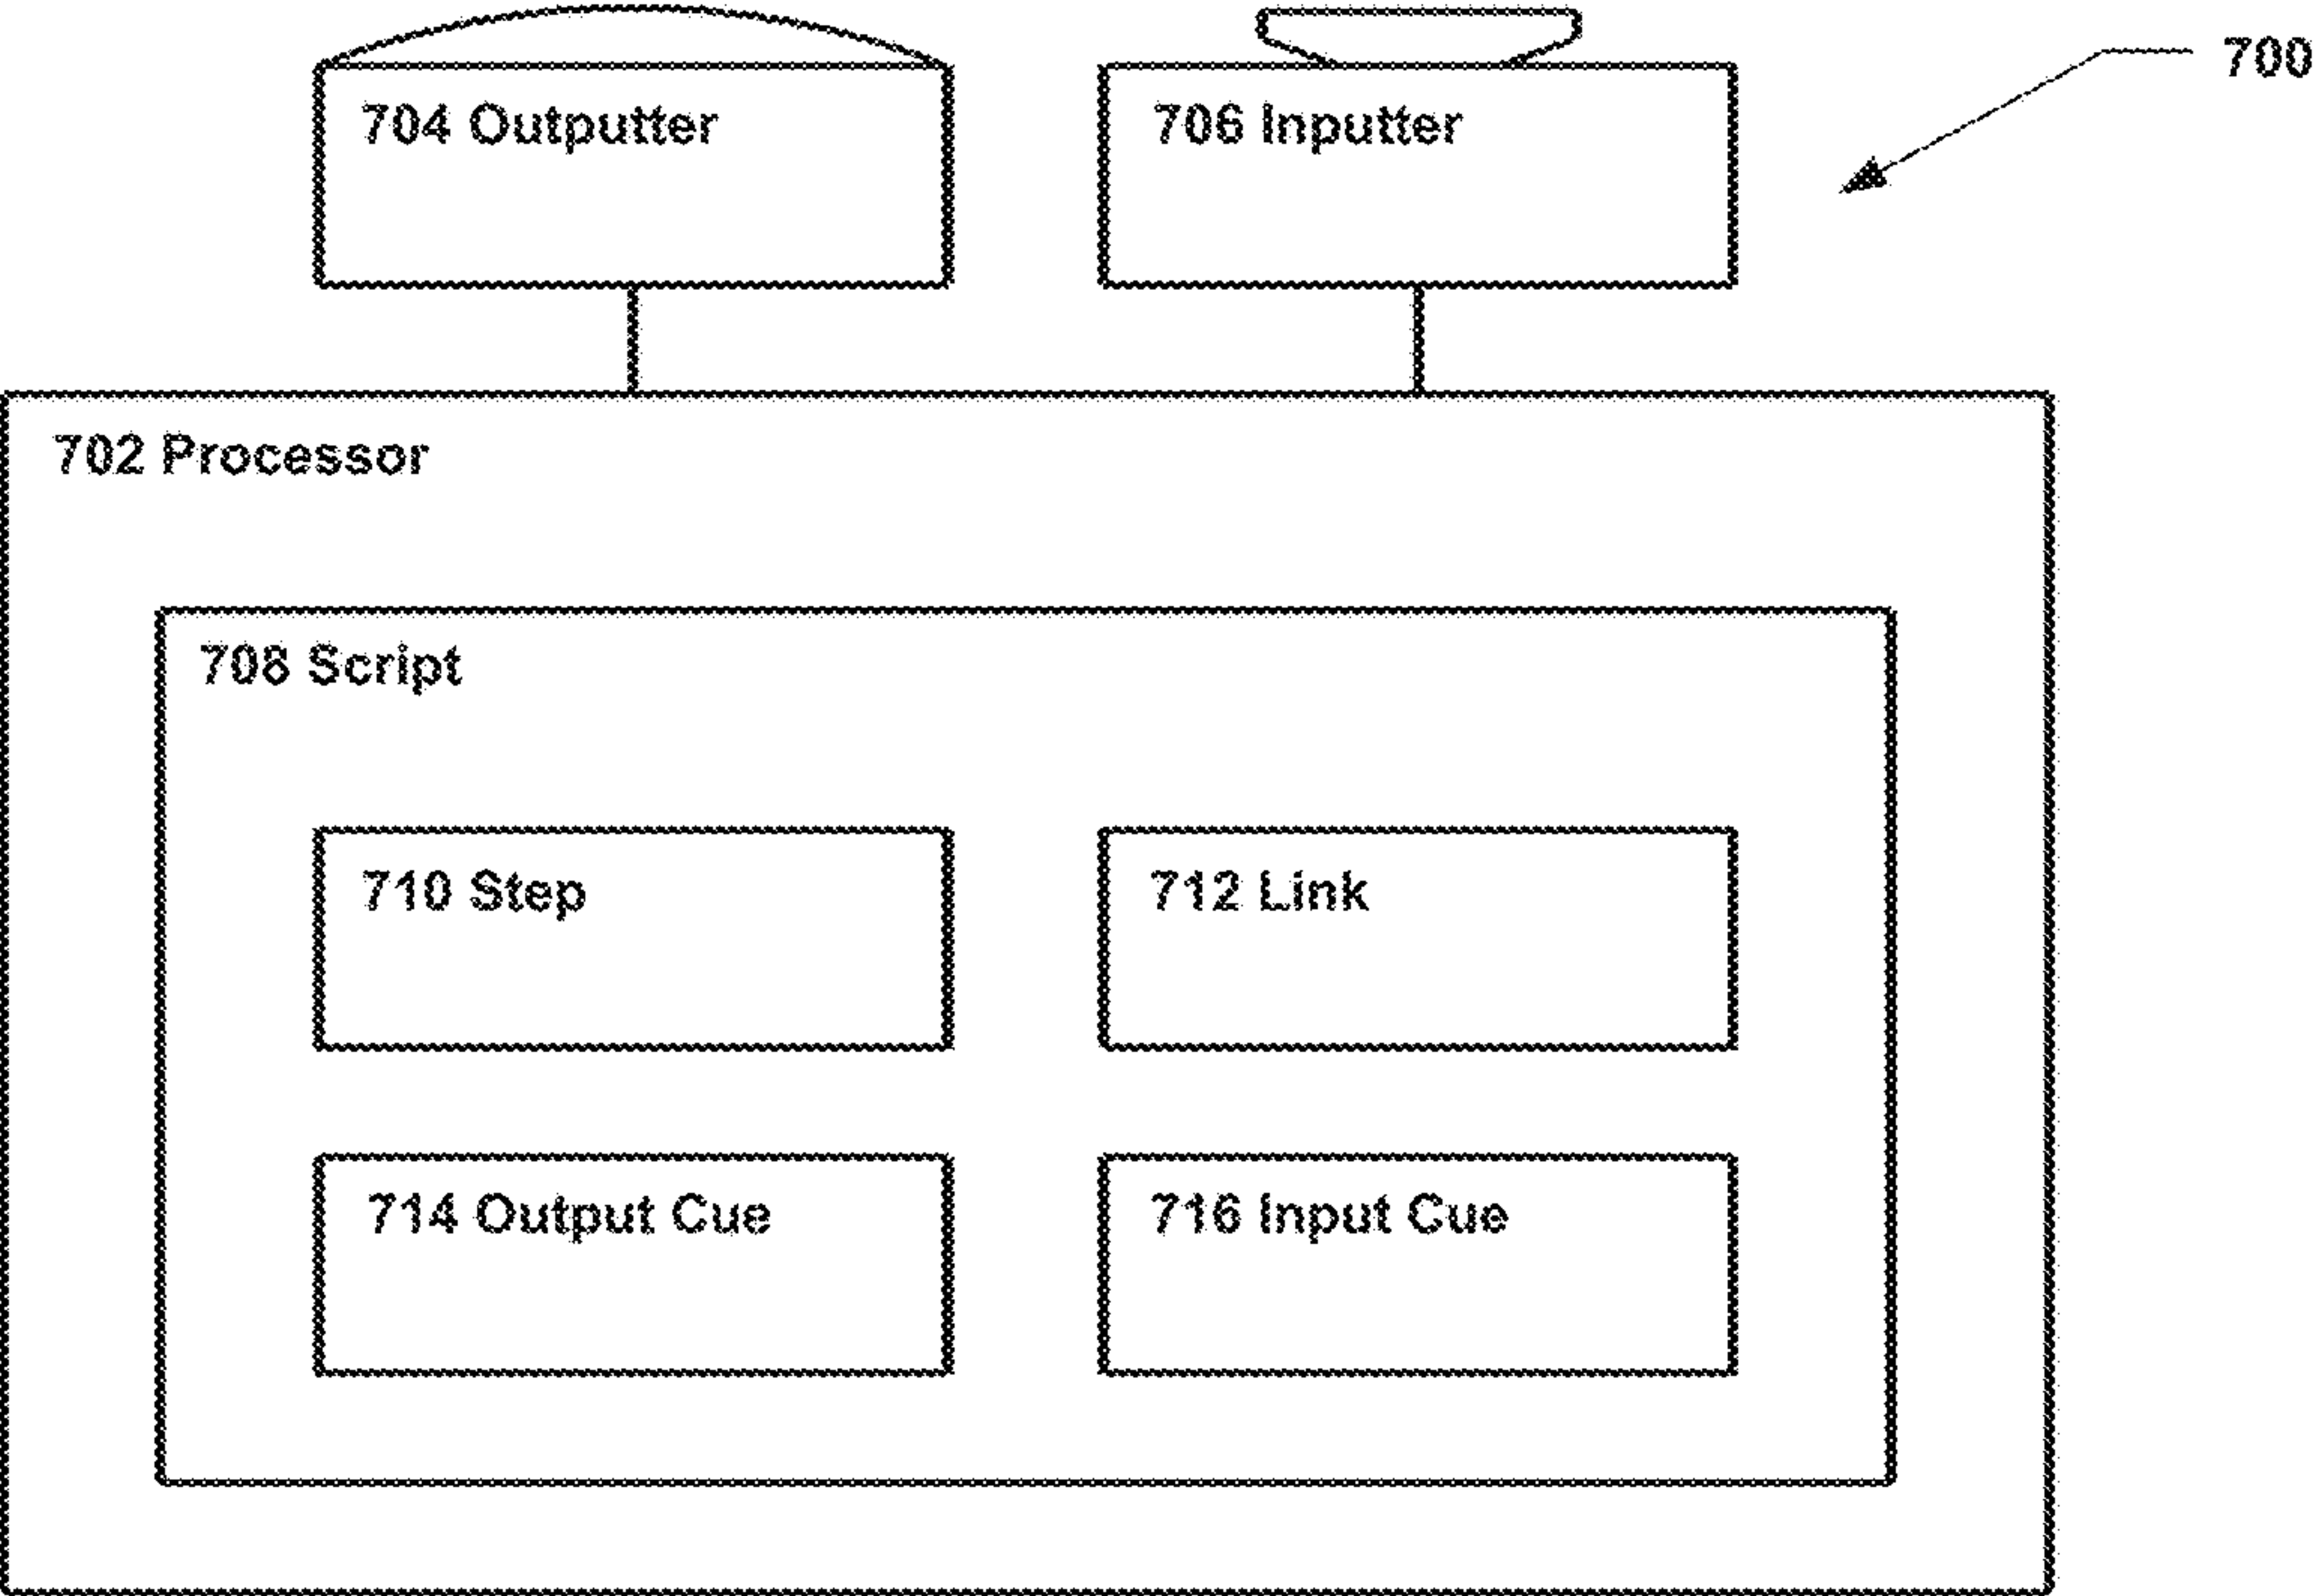 700
704 Outputter
706 Inputter
702 Processor
708 Script
710 Step
712 Link
714 Output Cue
716 Input Cue